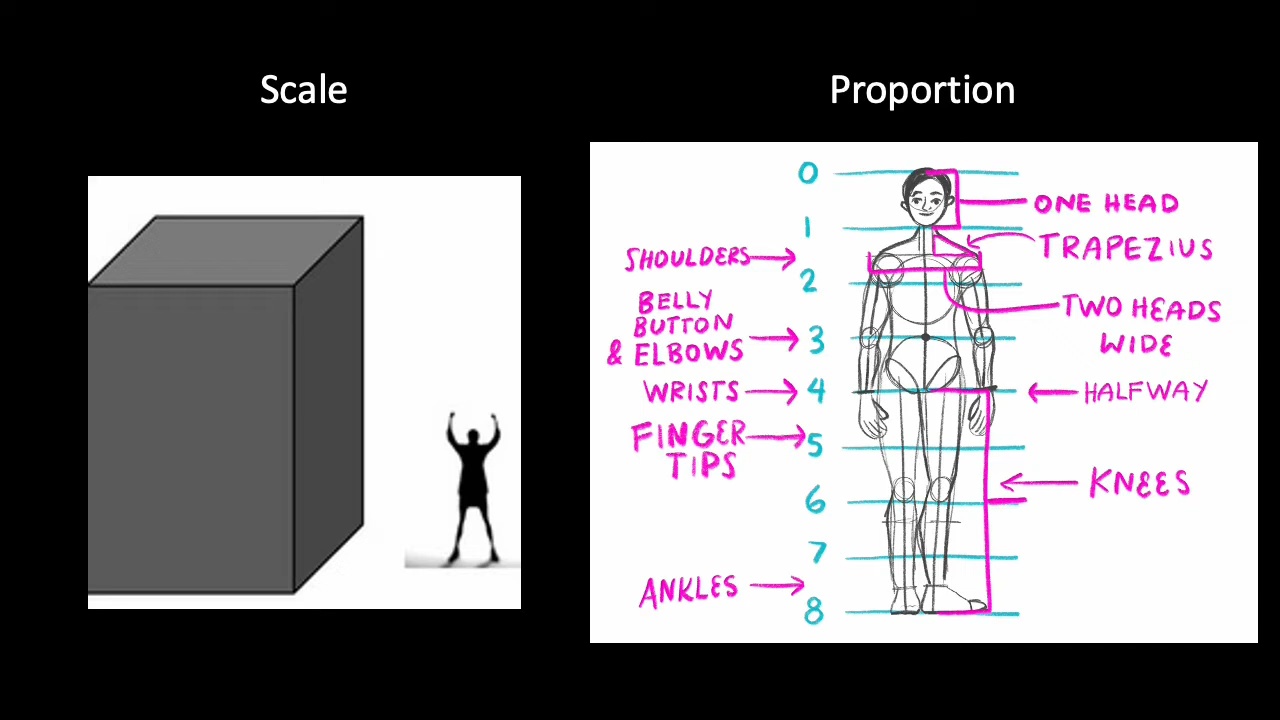 Scale
Proportion
0
ONE HEAD
1
TRAPEZIUS
SHOULDERS
2
BELLY
BUTTON
& ELBOWS
TWO HEADS
WIDE
3
WRISTS
4
HALFWAY
FINGER
TIPS
5
KNEES
6
7
ANKLES
8